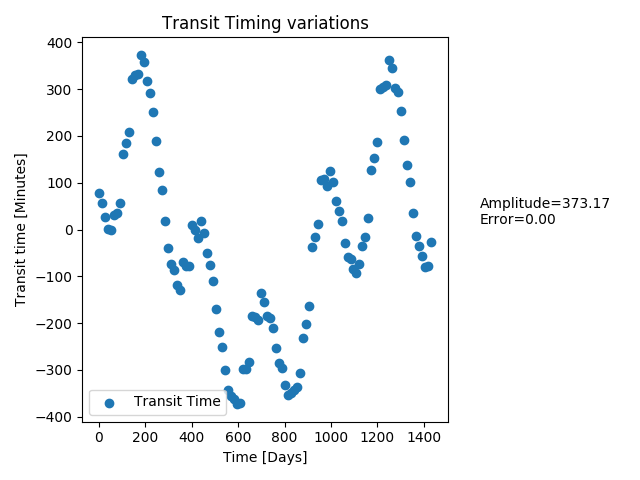 Transit Timing variations
Transit time [Minutes]
400
300
200
100
0
−100
−200
−300
−400
Transit Time
0
200
400
600
800
1000
1200
1400
Time [Days]
Amplitude=373.17
Error=0.00